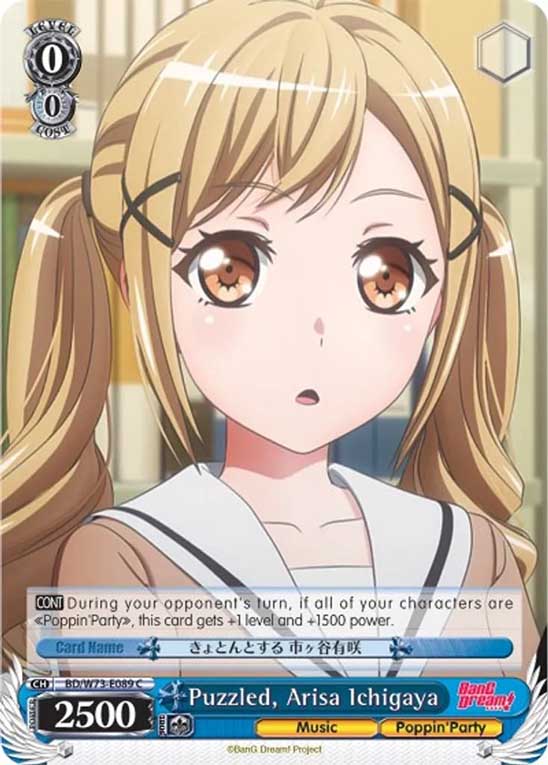 LEVEL
0
0
COST
CONT During your opponent's turn, if all of your characters are
«Poppin'Party», this card gets +1 level and +1500 power.
Card Name
きょとんとする 市ヶ谷有咲
CH
BD/W73-E089 C
Puzzled, Arisa Ichigaya
BanG Dream!
POWER
2500
Music
Poppin'Party
©BanG Dream! Project